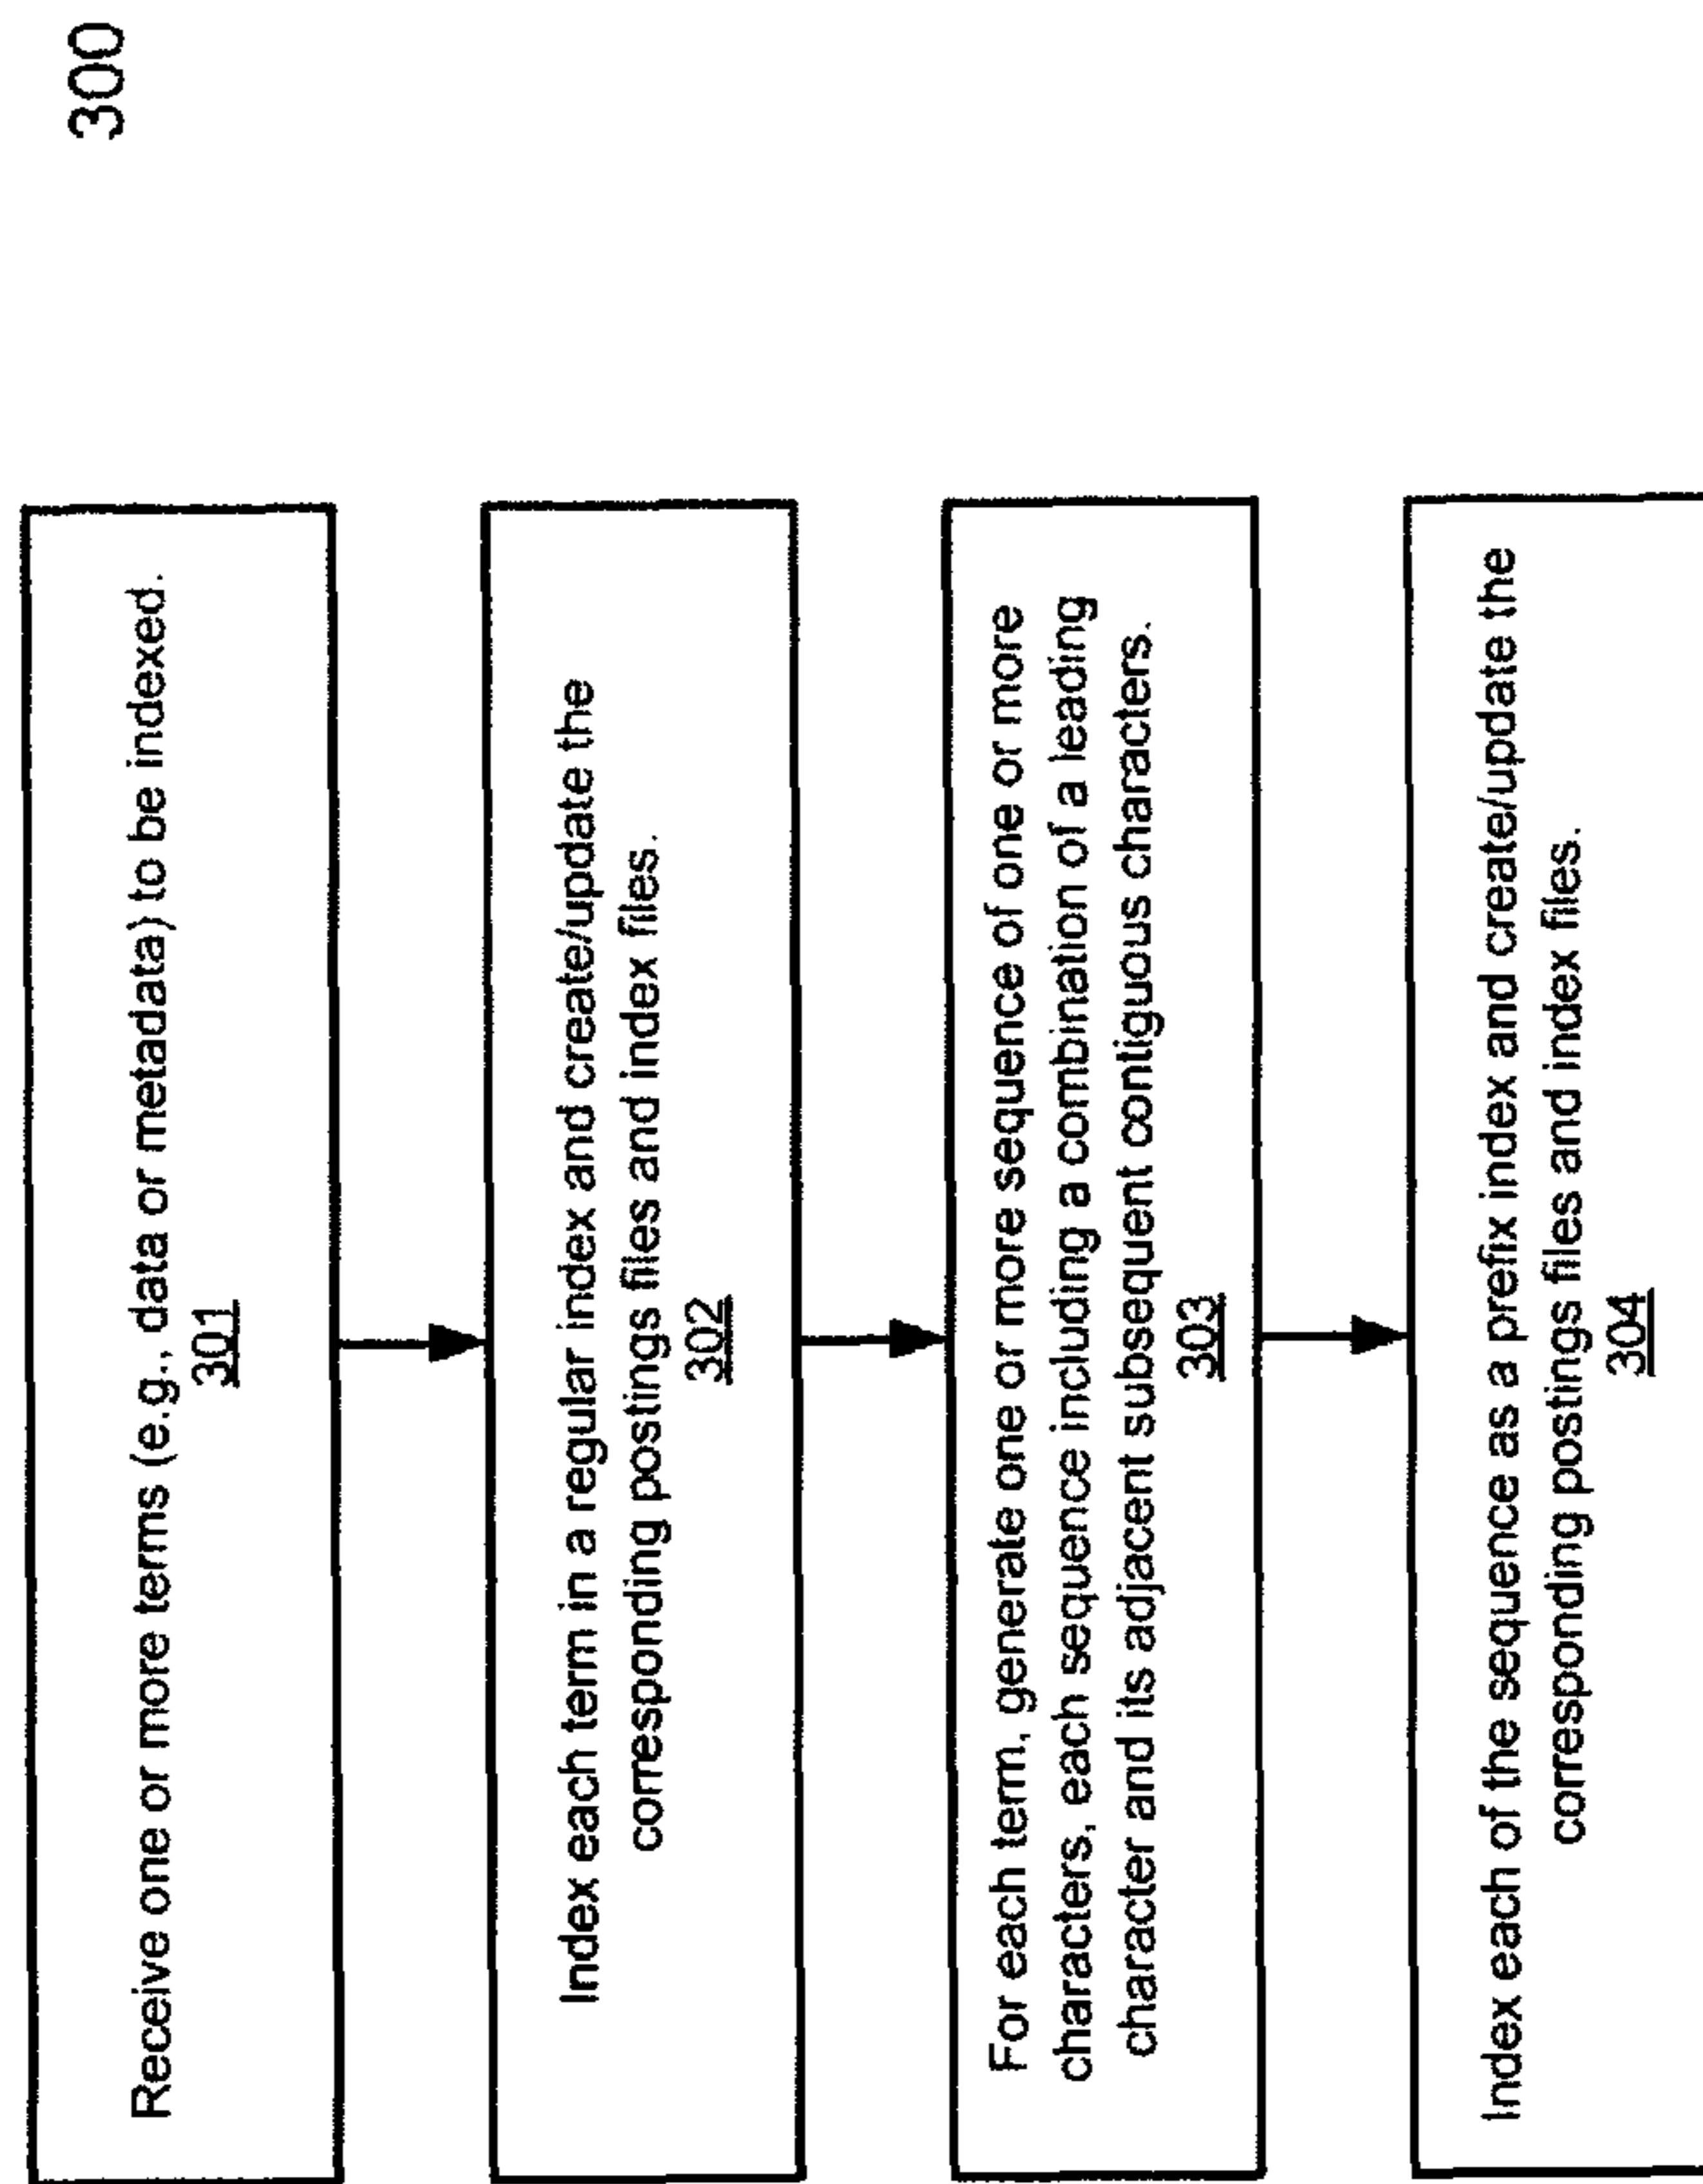 300
Receive one or more terms (e.g., data or metadata) to be indexed.
301
Index each term in a regular index and create/update the
corresponding postings files and index files.
302
For each term, generate one or more sequence of one or more
characters, each sequence including a combination of a leading
character and its adjacent subsequent contiguous characters.
303
Index each of the sequence as a prefix index and create/update the
corresponding postings files and index files.
304